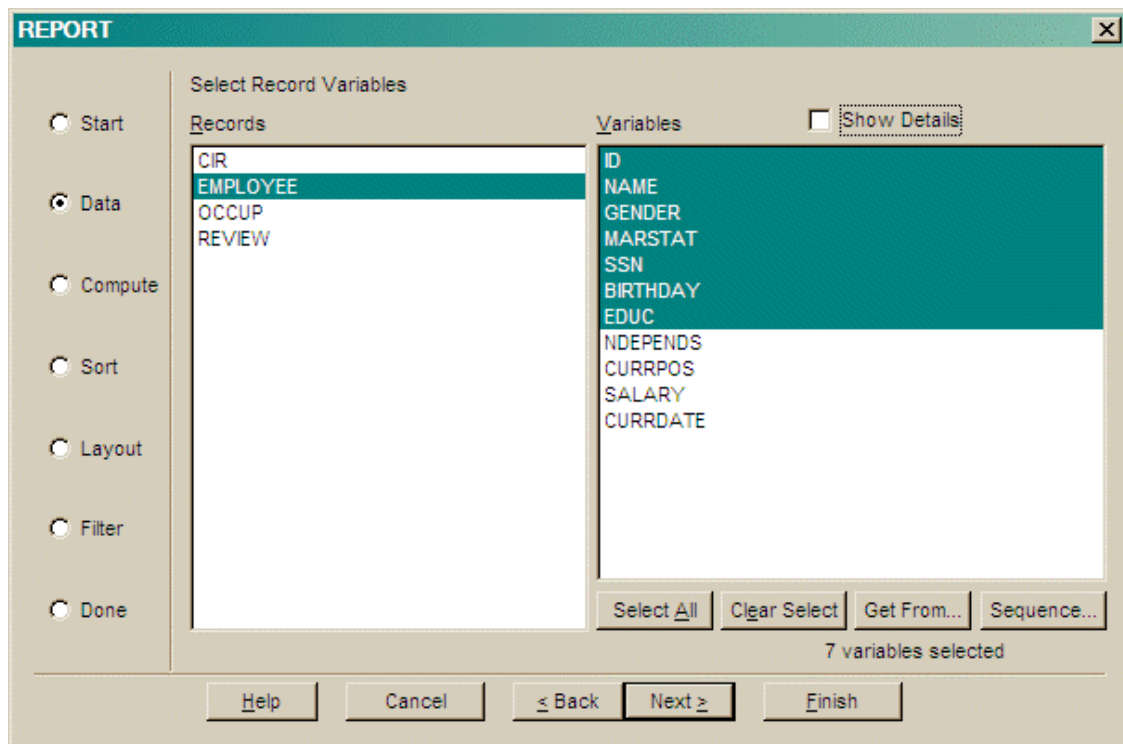 REPORT
Select Record Variables
Start
Data
Compute
Sort
Layout
Filter
Done
Records
CIR
EMPLOYEE
OCCUP
REVIEW
Variables
Show Details
ID
NAME
GENDER
MARSTAT
SSN
BIRTHDAY
EDUC
NDEPENDS
CURRPOS
SALARY
CURRDATE
Select All
Clear Select
Get From...
Sequence...
7 variables selected
Help
Cancel
< Back
Next >
Finish